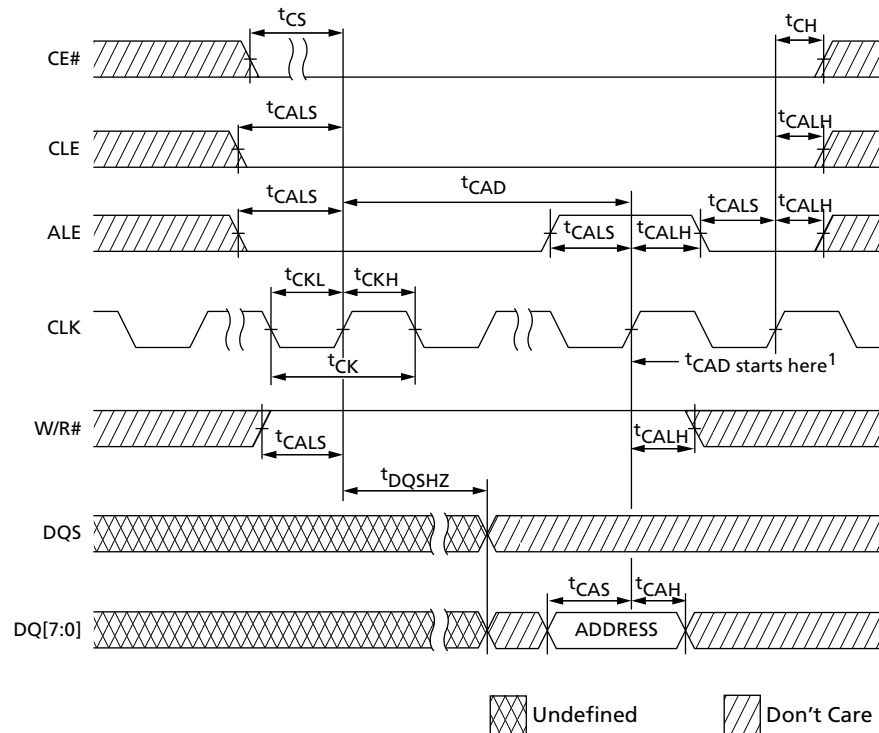 tCS
tCH
CE#
tCALS
tCALH
CLE
tCALS
tCAD
tCALS
tCALH
tCALS
tCALH
ALE
tCKL
tCKH
CLK
tCK
tCAD starts here1
W/R#
tCALS
tCALH
tDQSHZ
DQS
tCAS
tCAH
DQ[7:0]
ADDRESS
Undefined
Don't Care